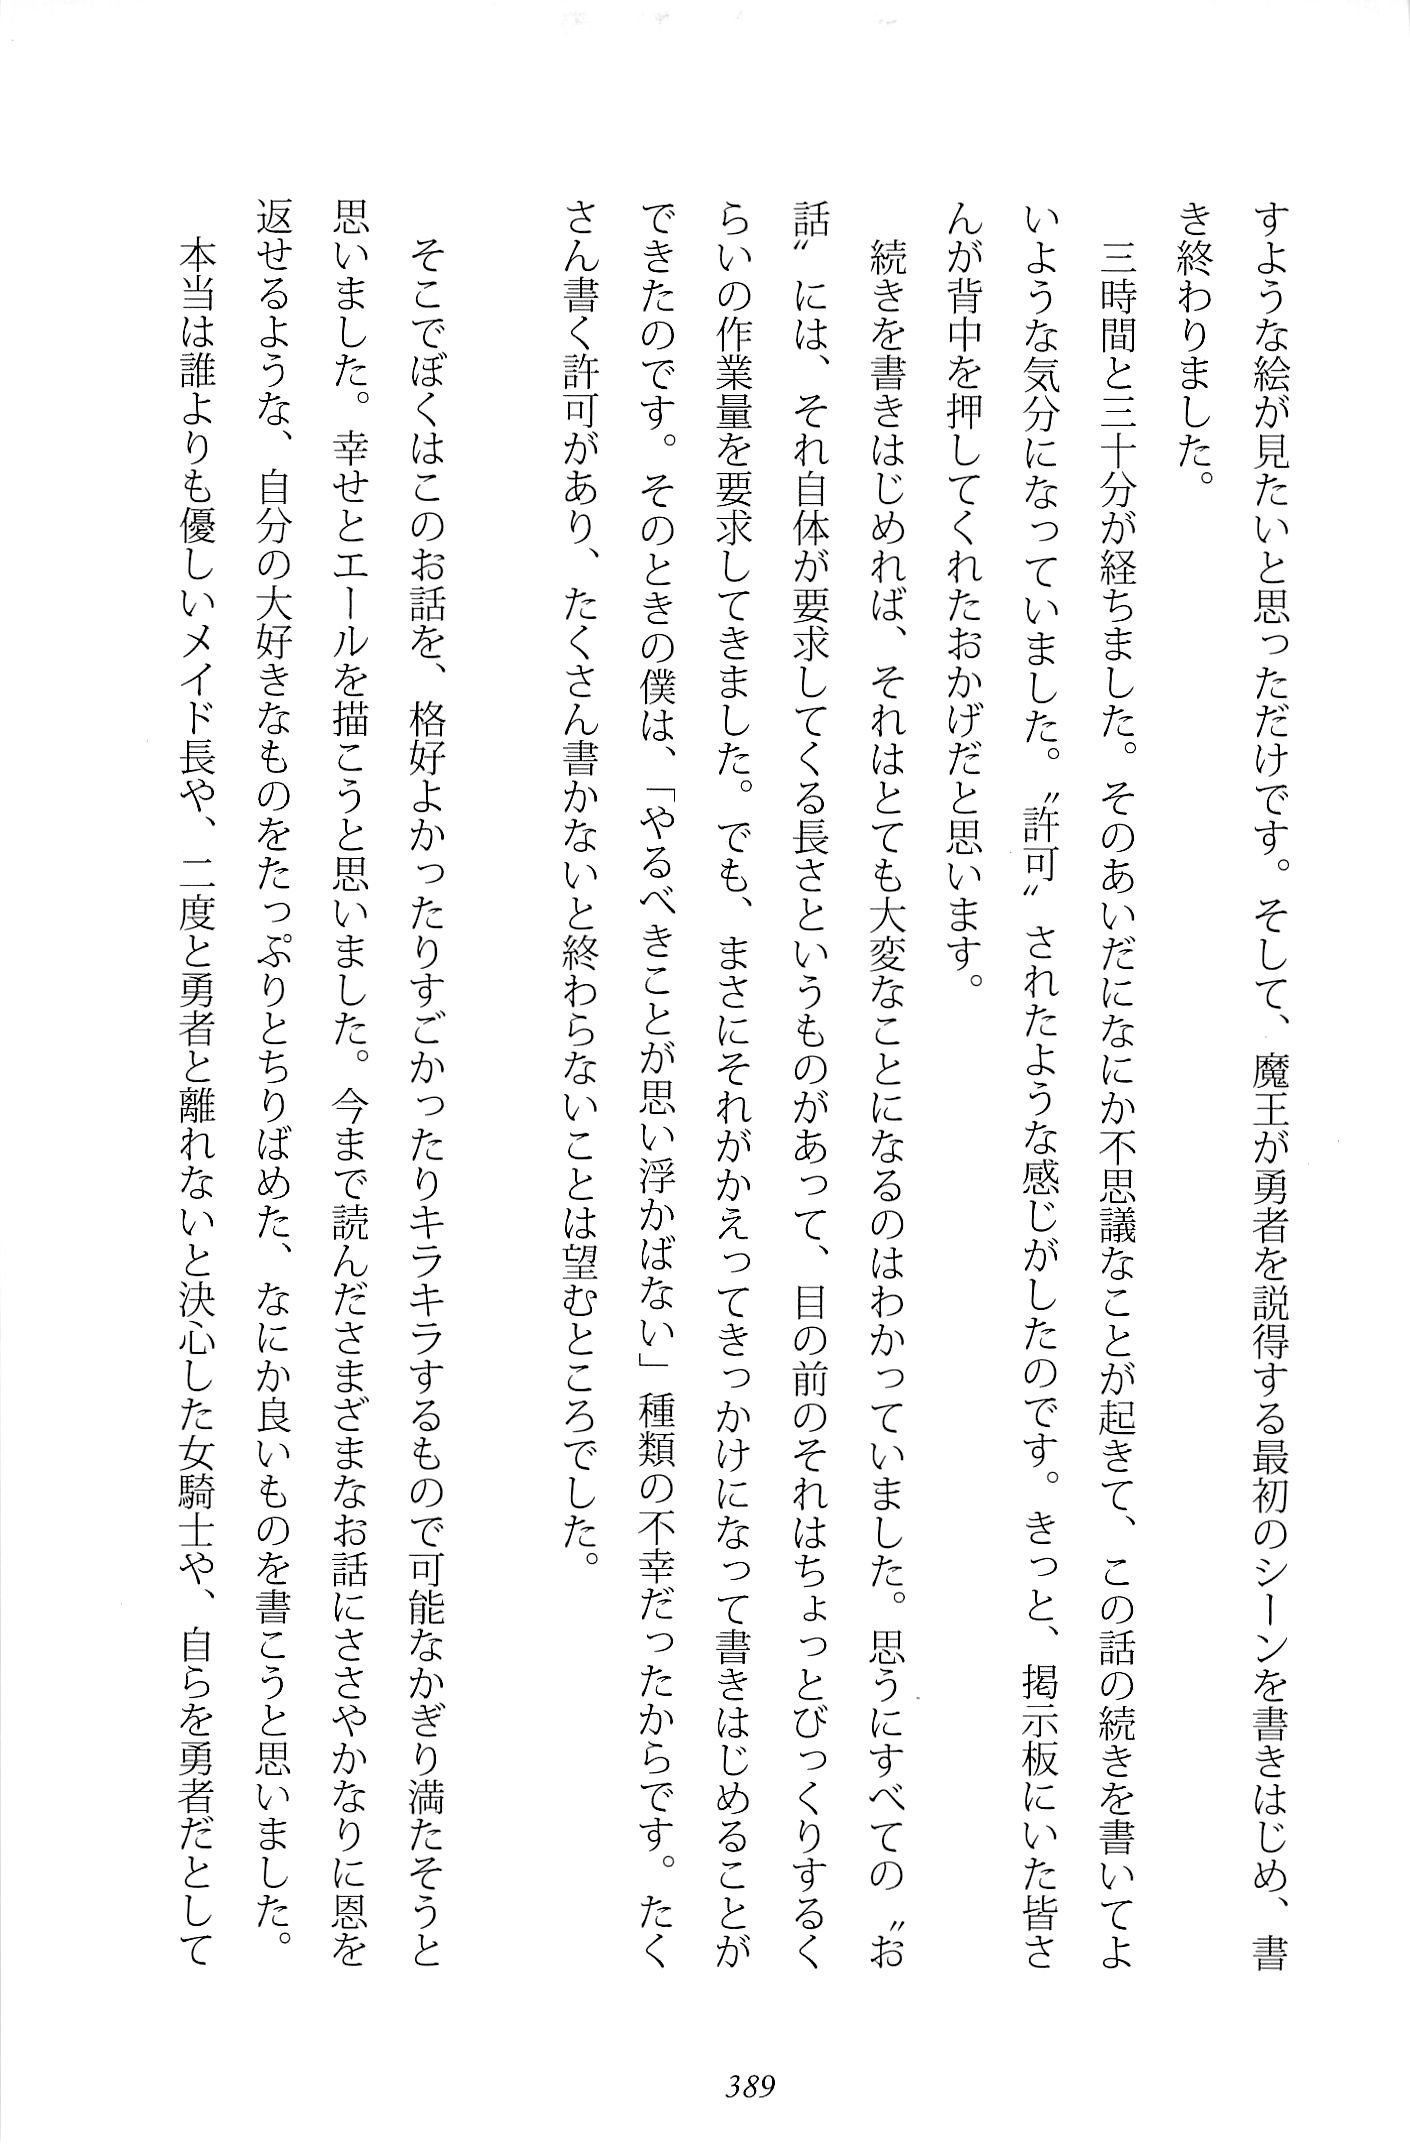 すような絵が見たいと思っただけです。そして、魔王が勇者を説得する最初のシーンを書きはじめ、書
き終わりました。
三時間と三十分が経ちました。そのあいだになにか不思議なことが起きて、この話の続きを書いてよ
いような気分になっていました。〝許可〟されたような感じがしたのです。きっと、掲示板にいた皆さ
んが背中を押してくれたおかげだと思います。
続きを書きはじめれば、それはとても大変なことになるのはわかっていました。思うにすべての〝お
話〟には、それ自体が要求してくる長さというものがあって、目の前のそれはちょっとびっくりするく
らいの作業量を要求してきました。でも、まさにそれがかえってきっかけになって書きはじめることが
できたのです。そのときの僕は、「やるべきことが思い浮かばない」種類の不幸だったからです。たく
さん書く許可があり、たくさん書かないと終わらないことは望むところでした。
そこでぼくはこのお話を、格好よかったりすごかったりキラキラするもので可能なかぎり満たそうと
思いました。幸せとエールを描こうと思いました。今まで読んださまざまなお話にささやかなりに恩を
返せるような、自分の大好きなものをたっぷりとちりばめた、なにか良いものを書こうと思いました。
本当は誰よりも優しいメイド長や、二度と勇者と離れないと決心した女騎士や、自らを勇者だとして
389